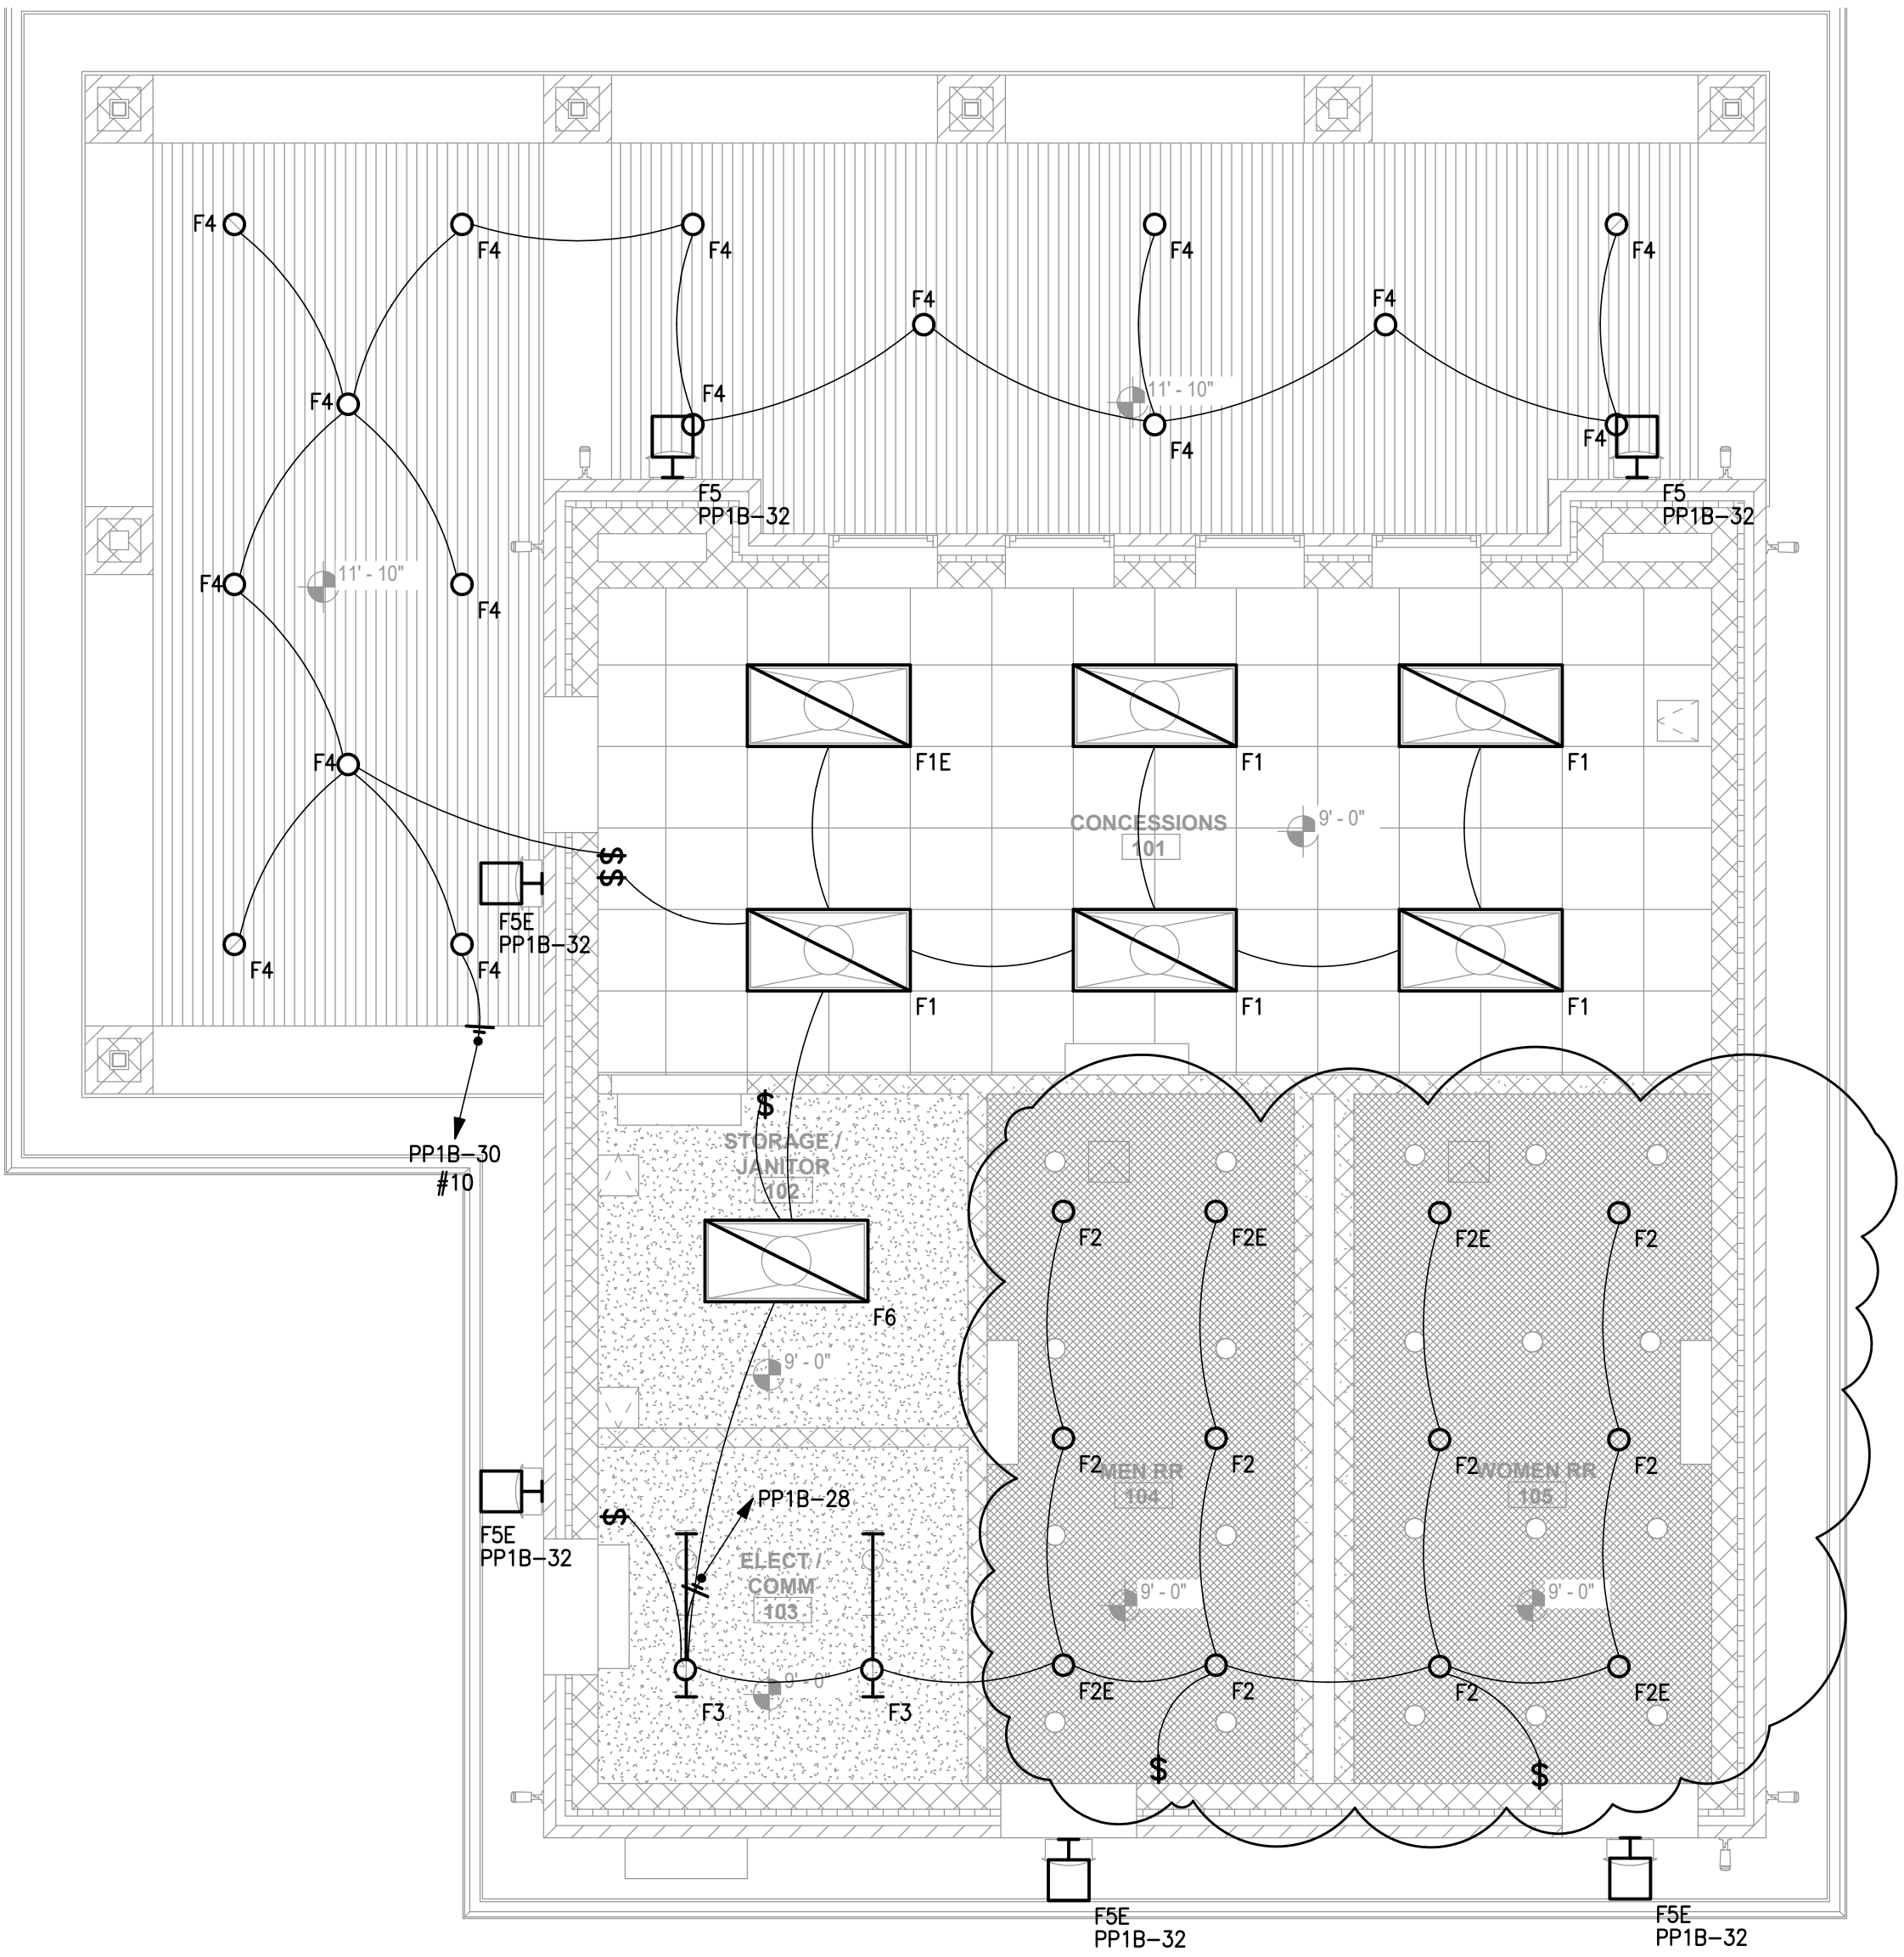 F4
F4
F4
F4
F4
F4
F4
F4
11' - 10"
F4
F4
F4
F4
F5
PP1B-32
F5
PP1B-32
11' - 10"
F4
F4
F4
F1E
F1
F1
CONCESSIONS
101
9' - 0"
$
$
F5E
PP1B-32
F4
F4
F1
F1
F1
$
PP1B-30
#10
STORAGE /
JANITOR
102
F2
F2E
F2E
F2
F6
9' - 0"
F2
F2
F2
F2
MEN RR
104
WOMEN RR
105
PP1B-28
$
F5E
PP1B-32
ELECT /
COMM
103
9' - 0"
9' - 0"
9' - 0"
F3
F3
F2E
F2
F2
F2E
$
$
F5E
PP1B-32
F5E
PP1B-32